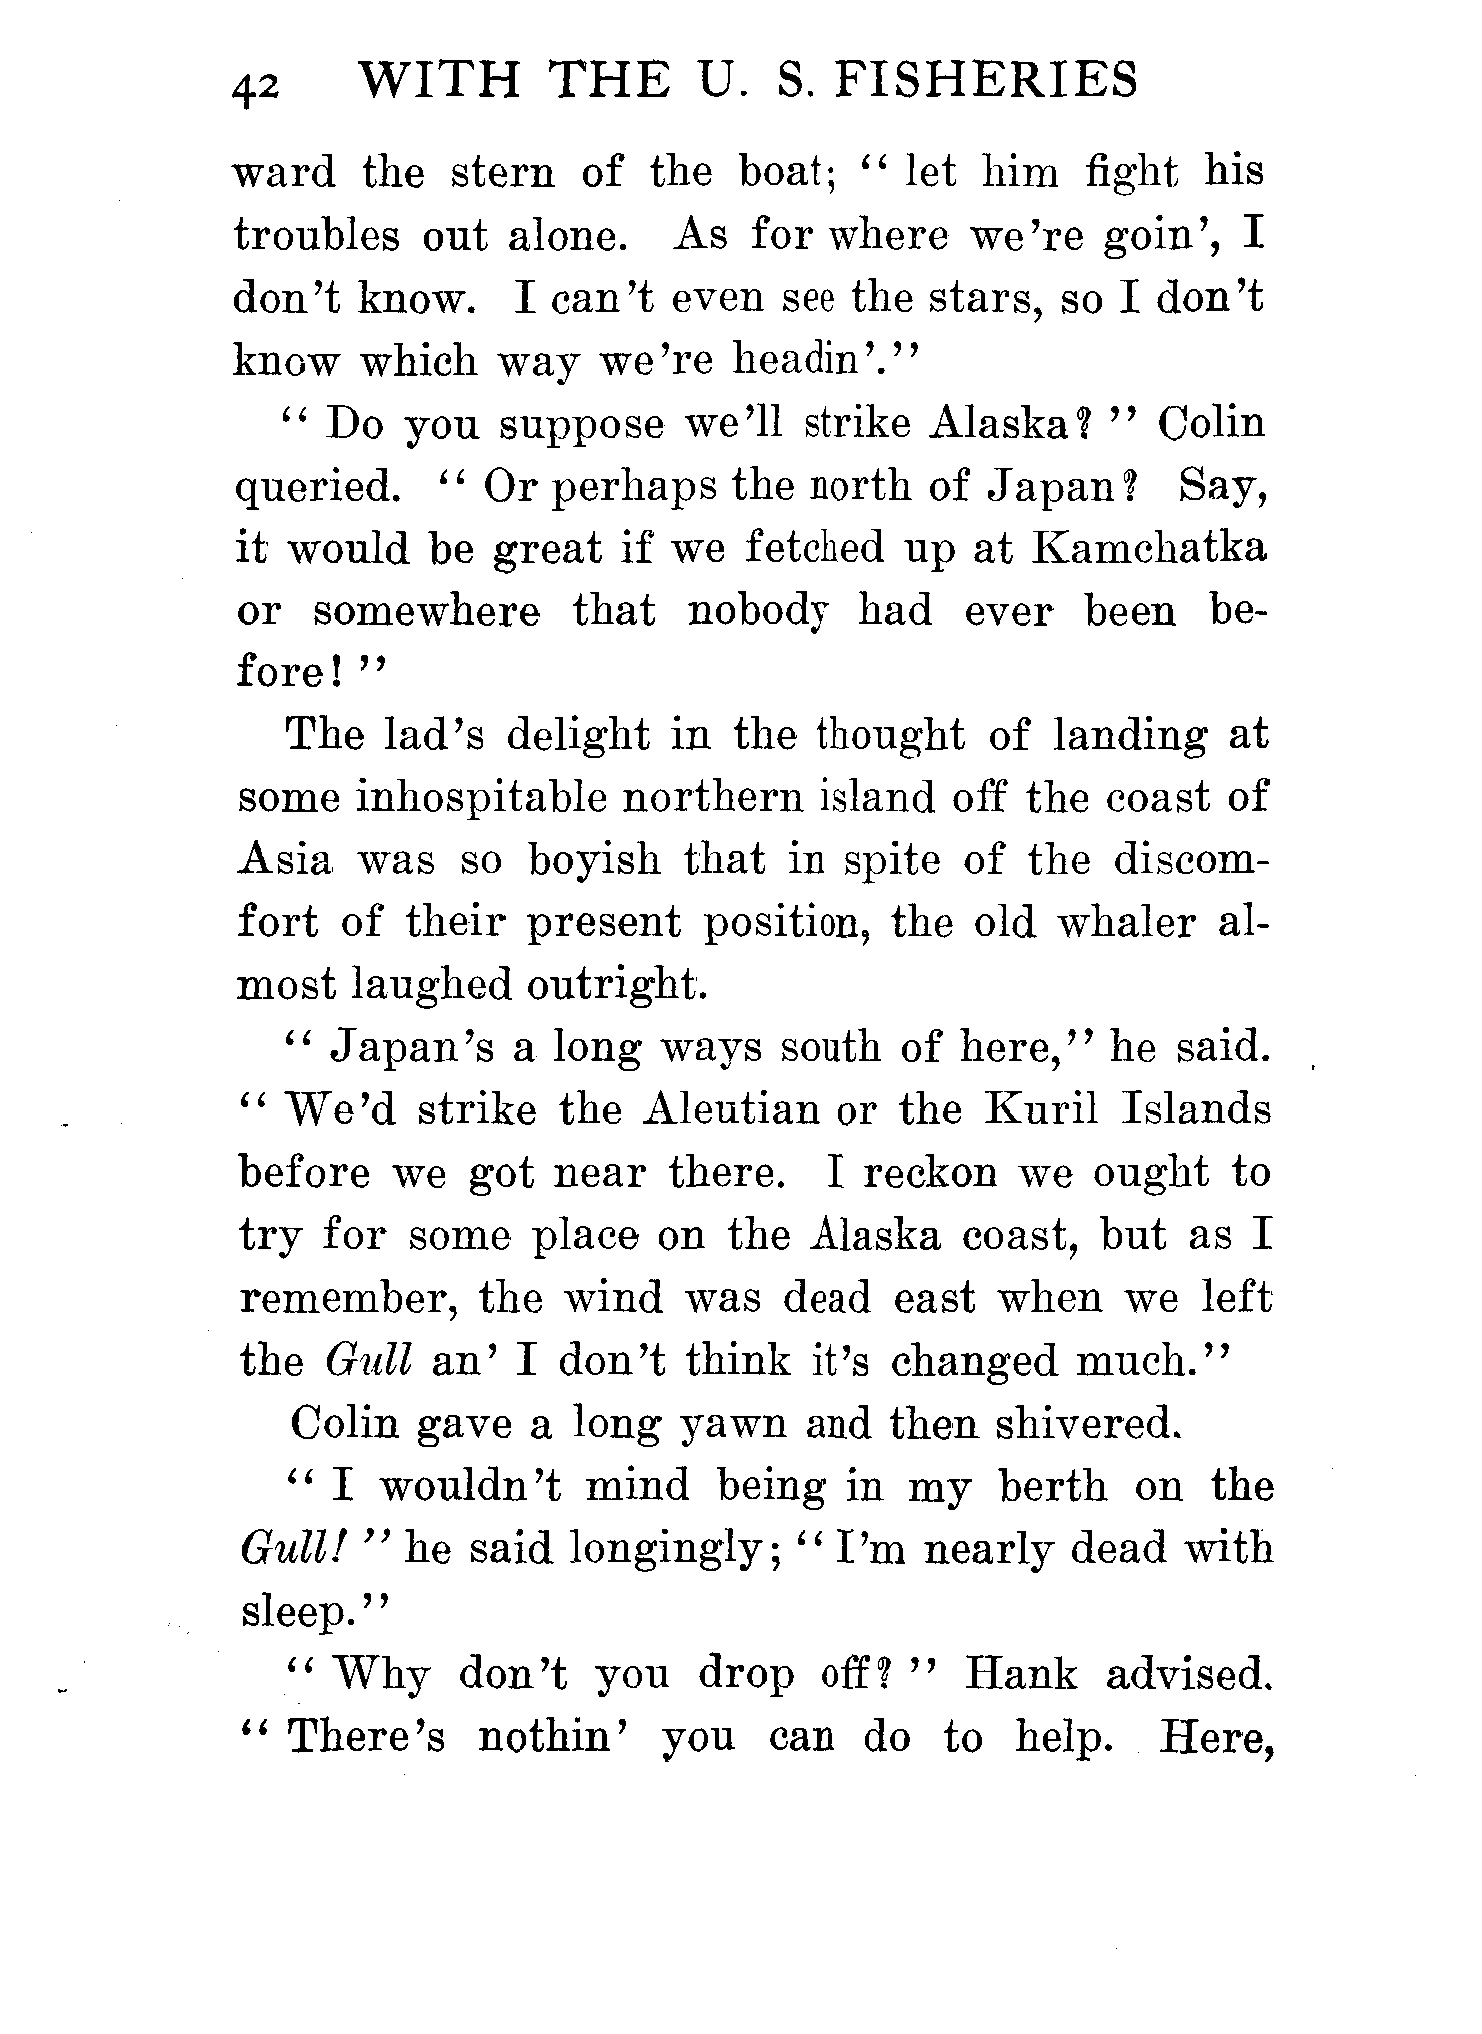 42 WITH THE U. S. FISHERIES
ward the stern of the boat; “ let him fight his
troubles out alone. As for where we’re goin’, I
don’t know. I can’t even see the stars, so I don’t
know which way we’re headin’.”
“ Do you suppose we’ll strike Alaska? ” Colin
queried. “ Or perhaps the north of Japan? Say,
it would be great if we fetched up at Kamchatka
or somewhere that nobody had ever been be-
fore! ”
The lad’s delight in the thought of landing at
some inhospitable northern island off the coast of
Asia was so boyish that in spite of the discom-
fort of their present position, the old whaler al-
most laughed outright.
“ Japan’s a long ways south of here,” he said.
“ We’d strike the Aleutian or the Kuril Islands
before we got near there. I reckon we ought to
try for some place on the Alaska coast, but as I
remember, the wind was dead east when we left
the Gull an’ I don’t think it’s changed much.”
Colin gave a long yawn and then shivered.
“ I wouldn’t mind being in my berth on the
Gull! ” he said longingly; “ I’m nearly dead with
sleep.”
“ Why don’t you drop off? ” Hank advised.
“ There’s nothin’ you can do to help. Here,